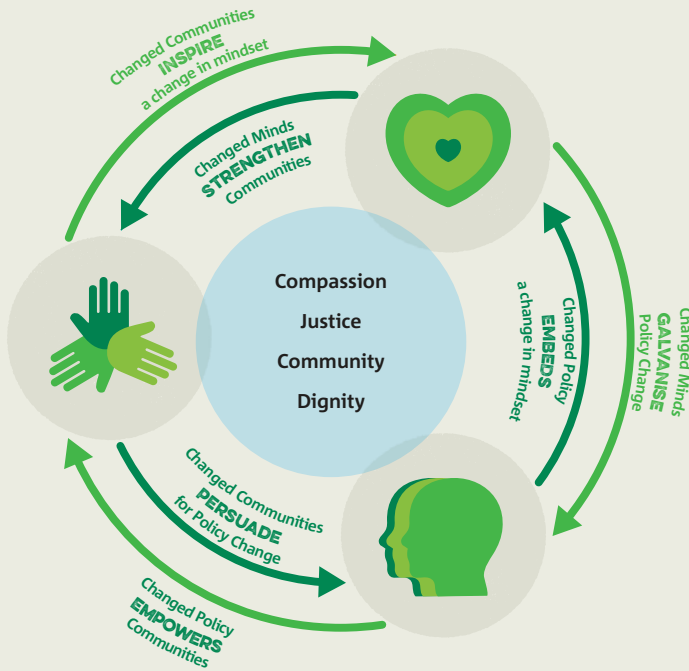 Changed Communities
INSPIRE
a change in mindset
Changed Minds
STRENGTHEN
Communities
Compassion
Justice
Community
Dignity
Changed Policy
EMBEDS
a change in mindset
Changed Minds
GALVANISE
Policy Change
Changed Communities
PERSUADE
for Policy Change
Changed Policy
EMPOWERS
Communities